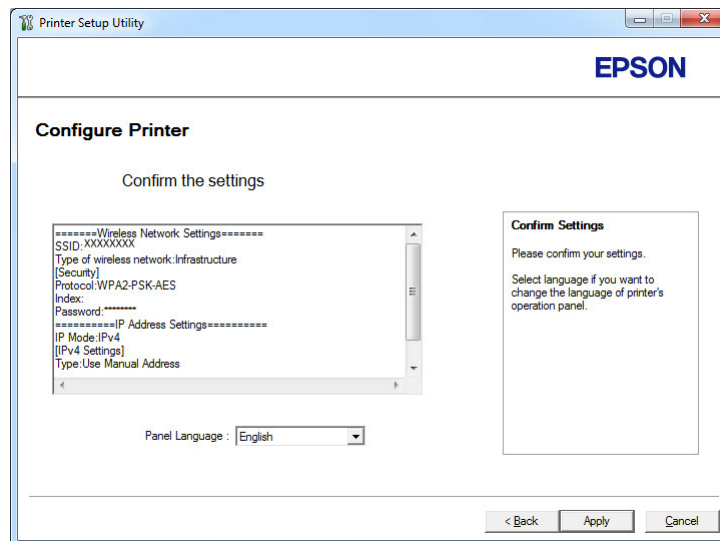 Printer Setup Utility
EPSON
Configure Printer
Confirm the settings
=======Wireless Network Settings=======
SSID:XXXXXXXX
Type of wireless network:Infrastructure
[Security]
Protocol:WPA2-PSK-AES
Index:
Password:********
==========IP Address Settings==========
IP Mode:IPv4
[IPv4 Settings]
Type:Use Manual Address
Panel Language : English
Confirm Settings
Please confirm your settings.
Select language if you want to
change the language of printer's
operation panel.
< Back Apply Cancel